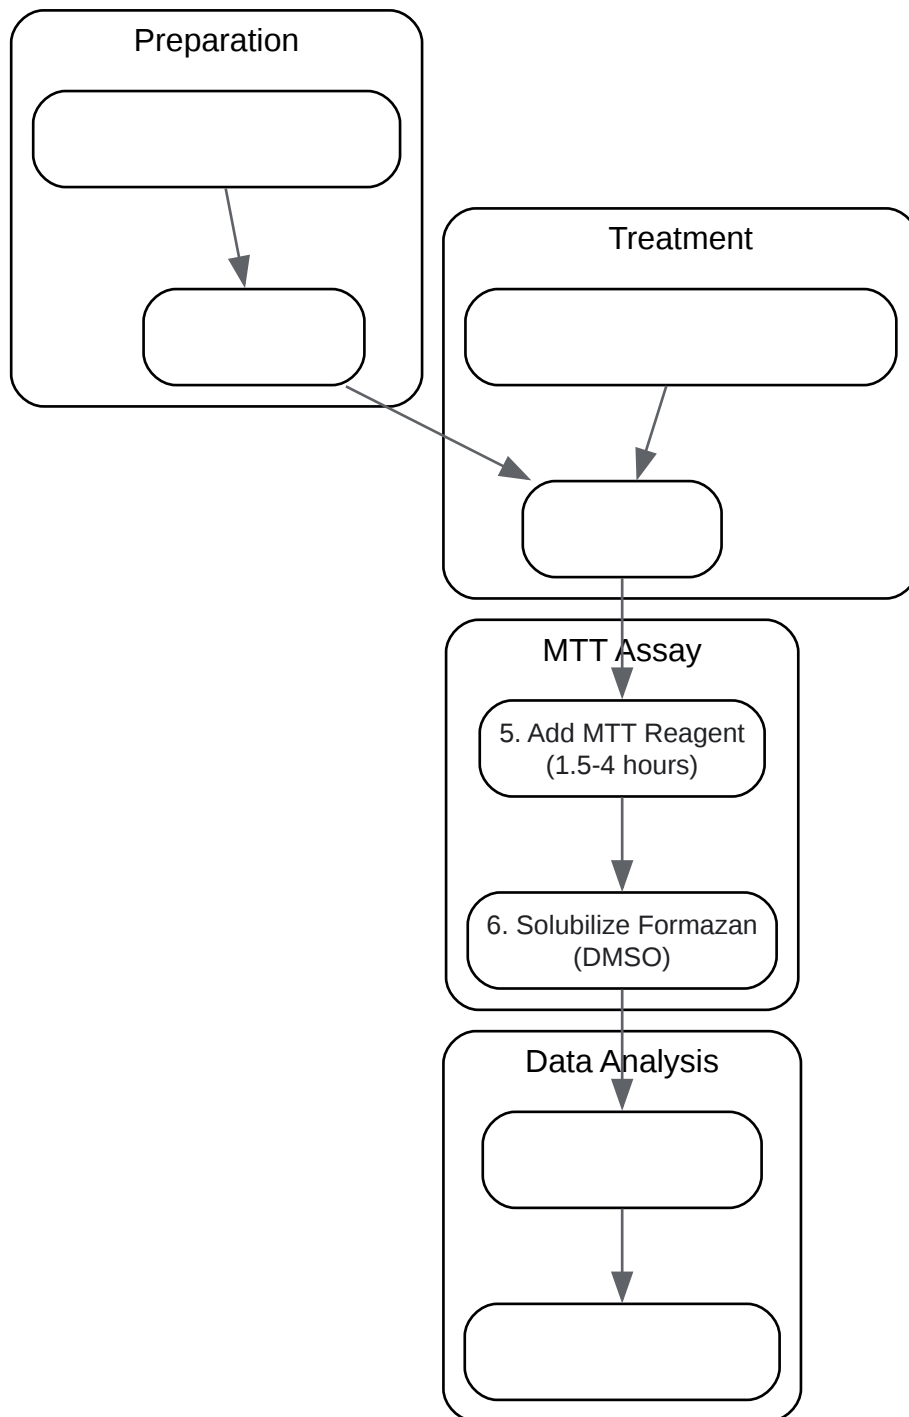 Preparation
Treatment
MTT Assay
5. Add MTT Reagent
(1.5-4 hours)
6. Solubilize Formazan
(DMSO)
Data Analysis